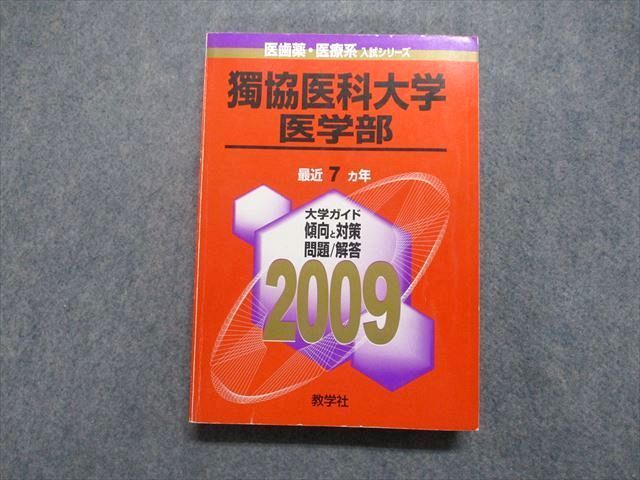 医歯薬・医療系 入試シリーズ
獨協医科大学
医学部
最近 7 ヵ年
大学ガイド
傾向と対策
問題/解答
2009
教学社